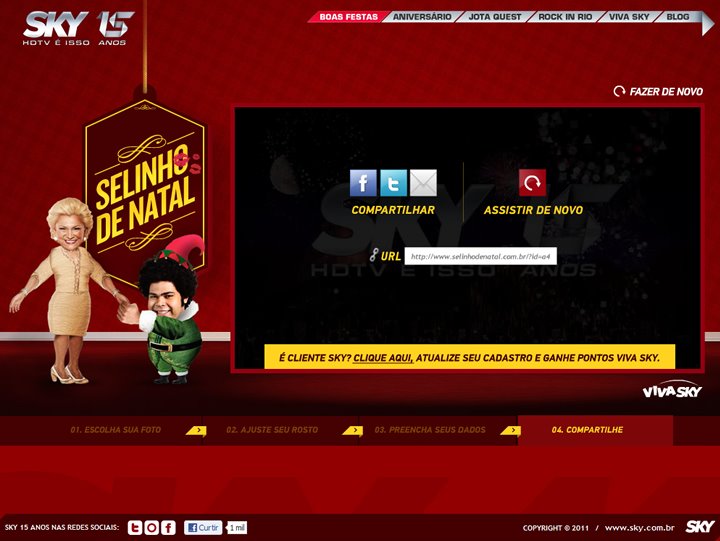 SKY 15
HDTV É ISSO ANOS
BOAS FESTAS
ANIVERSÁRIO
JOTA QUEST
ROCK IN RIO
VIVA SKY
BLOG
FAZER DE NOVO
SELINHO
DE NATAL
COMPARTILHAR
ASSISTIR DE NOVO
SKY 15
URL http://www.selinhodenatal.com.br/?id=a4
HDTV É ISSO ANOS
É CLIENTE SKY? CLIQUE AQUI, ATUALIZE SEU CADASTRO E GANHE PONTOS VIVA SKY.
VIVA SKY
01. ESCOLHA SUA FOTO
02. AJUSTE SEU ROSTO
03. PREENCHA SEUS DADOS
04. COMPARTILHE
SKY 15 ANOS NAS REDES SOCIAIS:
Curtir
1 mil
COPYRIGHT © 2011 / www.sky.com.br
SKY